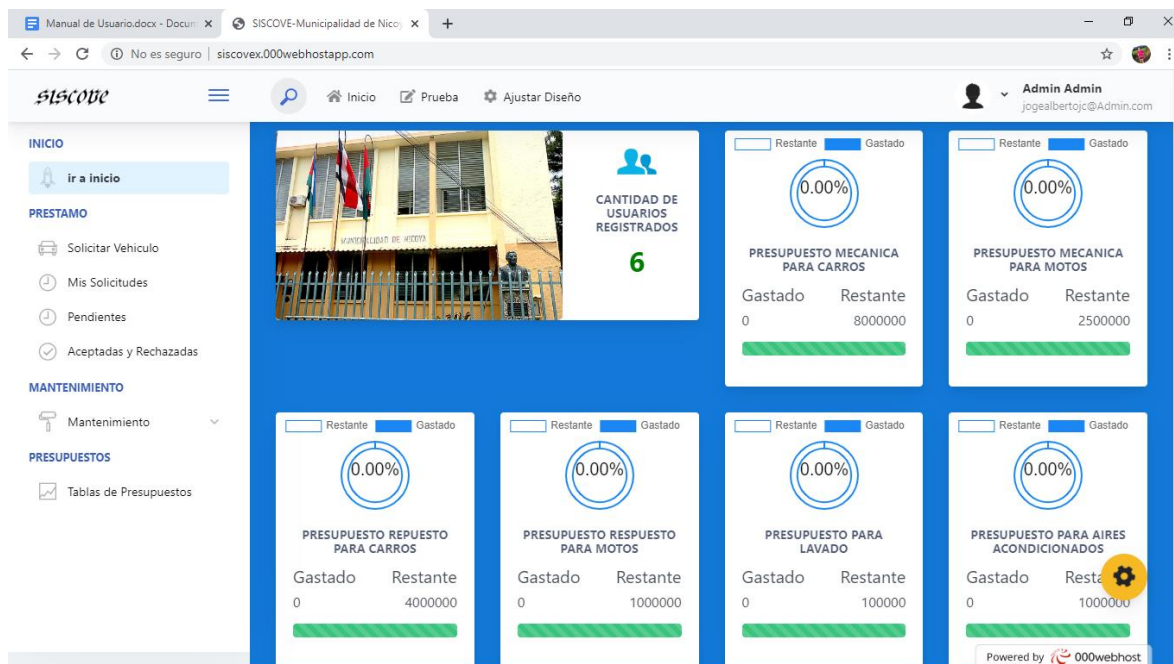 Manual de Usuario.docx - Docum
SISCOVE-Municipalidad de Nicoy
No es seguro | siscovex.000webhostapp.com
SISCOVE
Inicio
Prueba
Ajustar Diseño
Admin Admin
jogealbertojc@Admin.com
INICIO
ir a inicio
PRESTAMO
Solicitar Vehiculo
Mis Solicitudes
Pendientes
Aceptadas y Rechazadas
MANTENIMIENTO
Mantenimiento
PRESUPUESTOS
Tablas de Presupuestos
MUNICIPALIDAD DE NICOYA
CANTIDAD DE
USUARIOS
REGISTRADOS
6
Restante Gastado
0.00%
PRESUPUESTO MECANICA
PARA CARROS
Gastado Restante
0 8000000
Restante Gastado
0.00%
PRESUPUESTO MECANICA
PARA MOTOS
Gastado Restante
0 2500000
Restante Gastado
0.00%
PRESUPUESTO REPUESTO
PARA CARROS
Gastado Restante
0 4000000
Restante Gastado
0.00%
PRESUPUESTO RESPUESTO
PARA MOTOS
Gastado Restante
0 1000000
Restante Gastado
0.00%
PRESUPUESTO PARA
LAVADO
Gastado Restante
0 100000
Restante Gastado
0.00%
PRESUPUESTO PARA AIRES
ACONDICIONADOS
Gastado Resta
0 1000000
Powered by 000webhost